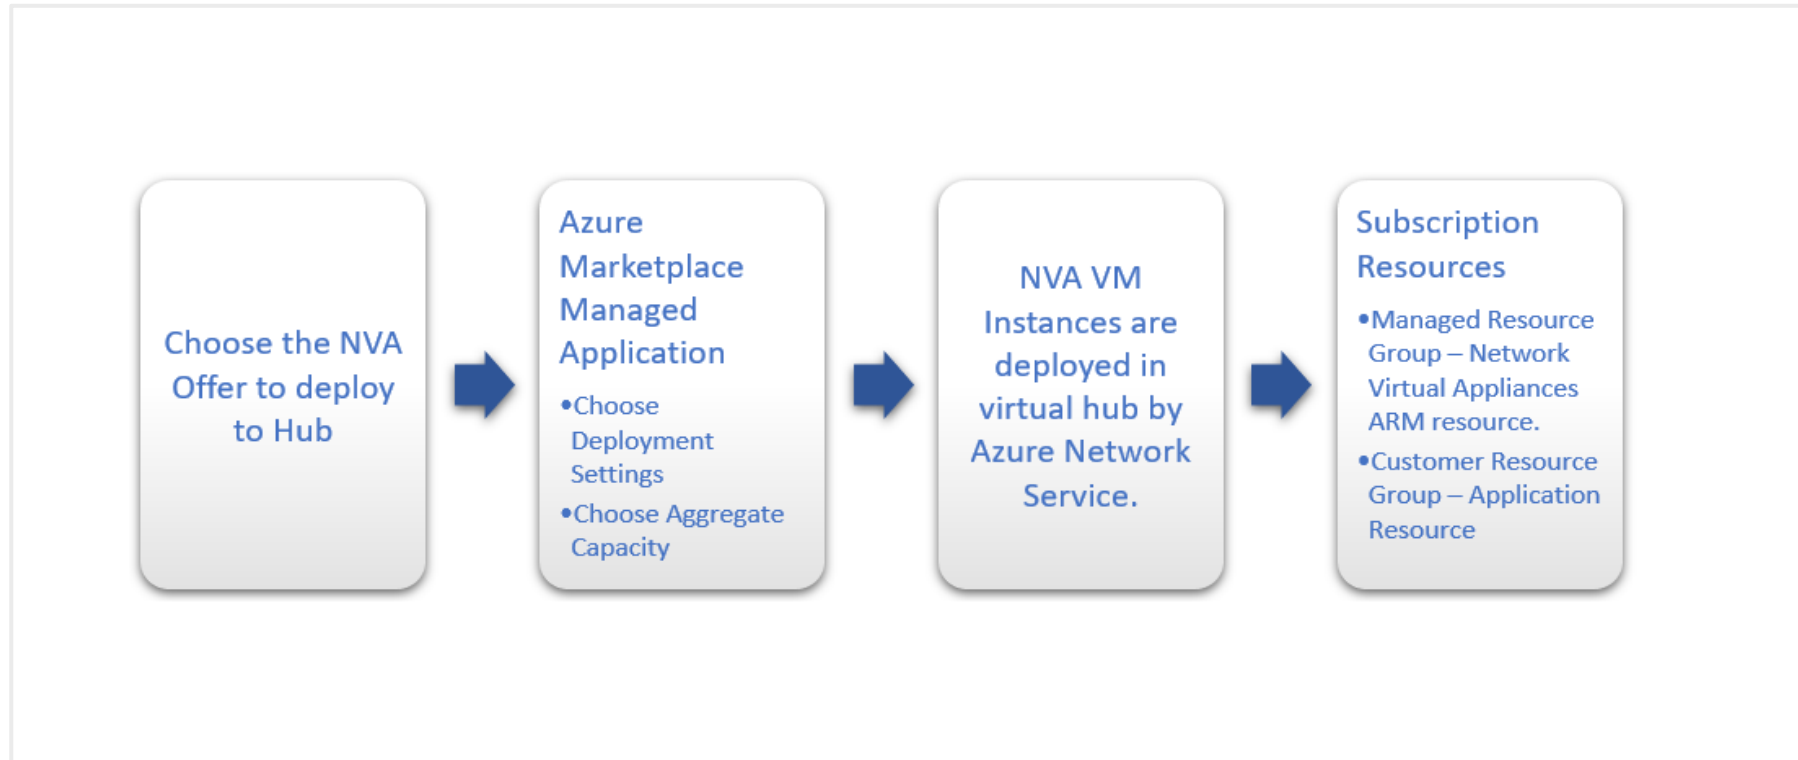 Choose the NVA
Offer to deploy
to Hub
Azure
Marketplace
Managed
Application
•Choose
Deployment
Settings
•Choose Aggregate
Capacity
NVA VM
Instances are
deployed in
virtual hub by
Azure Network
Service.
Subscription
Resources
•Managed Resource
Group – Network
Virtual Appliances
ARM resource.
•Customer Resource
Group – Application
Resource